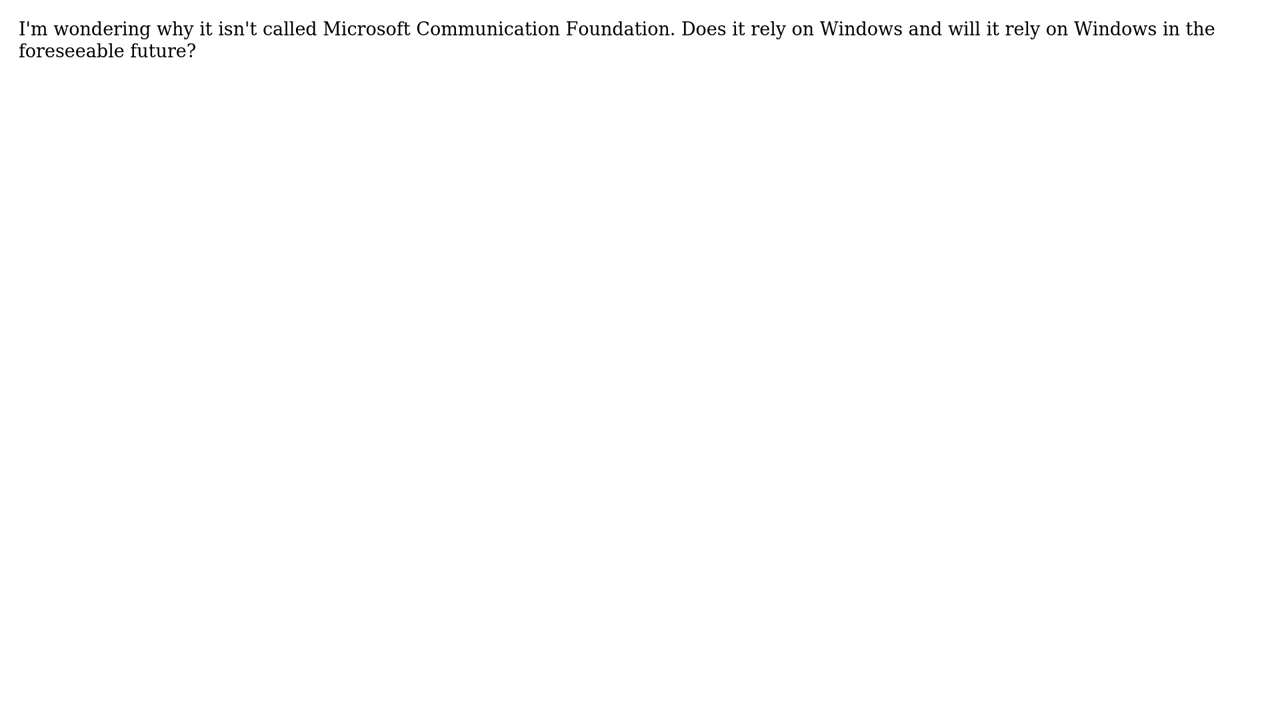 I'm wondering why it isn't called Microsoft Communication Foundation. Does it rely on Windows and will it rely on Windows in the
foreseeable future?